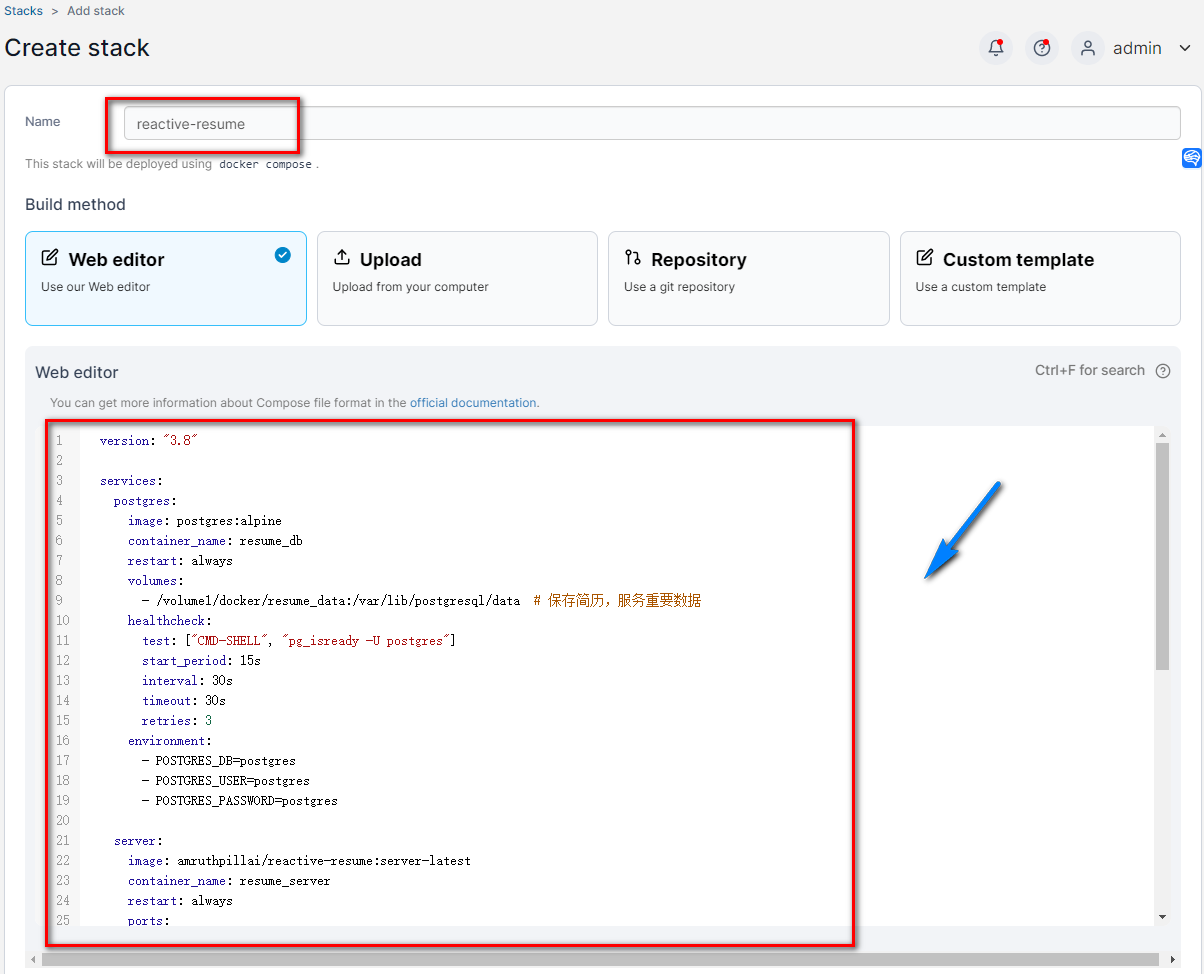 Stacks > Add stack
Create stack
admin
Name
reactive-resume
This stack will be deployed using docker compose .
Build method
Web editor
Use our Web editor
Upload
Upload from your computer
Repository
Use a git repository
Custom template
Use a custom template
Web editor
Ctrl+F for search
You can get more information about Compose file format in the official documentation.
1 version: "3.8"
2
3 services:
4 postgres:
5 image: postgres:alpine
6 container_name: resume_db
7 restart: always
8 volumes:
9 - /volume1/docker/resume_data:/var/lib/postgresql/data # 保存简历，服务重要数据
10 healthcheck:
11 test: ["CMD-SHELL", "pg_isready -U postgres"]
12 start_period: 15s
13 interval: 30s
14 timeout: 30s
15 retries: 3
16 environment:
17 - POSTGRES_DB=postgres
18 - POSTGRES_USER=postgres
19 - POSTGRES_PASSWORD=postgres
20
21 server:
22 image: amruthpillai/reactive-resume:server-latest
23 container_name: resume_server
24 restart: always
25 ports: